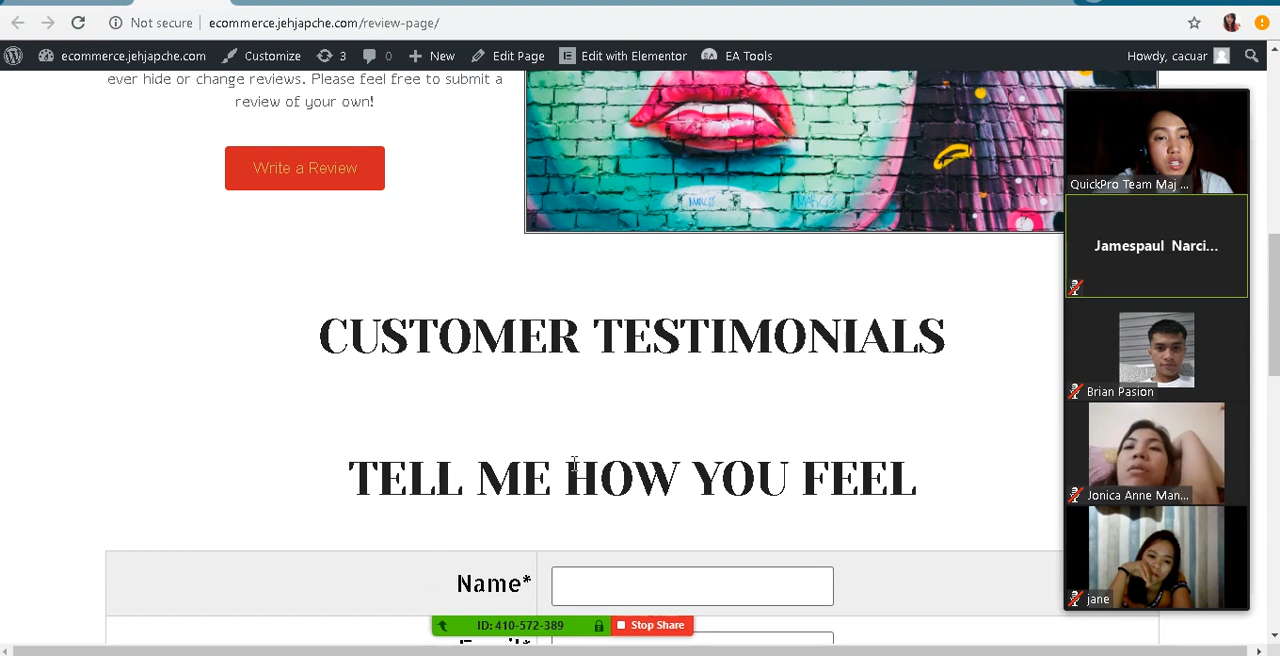 Not secure | ecommerce.jehjapche.com/review-page/
ecommerce.jehjapche.com Customize 3 0 New Edit Page Edit with Elementor EA Tools Howdy, cacuar
ever hide or change reviews. Please feel free to submit a
review of your own!
Write a Review
MARCOS
QuickPro Team Maj ...
Jamespaul Narci...
CUSTOMER TESTIMONIALS
Brian Pasion
TELL ME HOW YOU FEEL
Jonica Anne Man...
Name*
jane
ID: 410-572-389 Stop Share